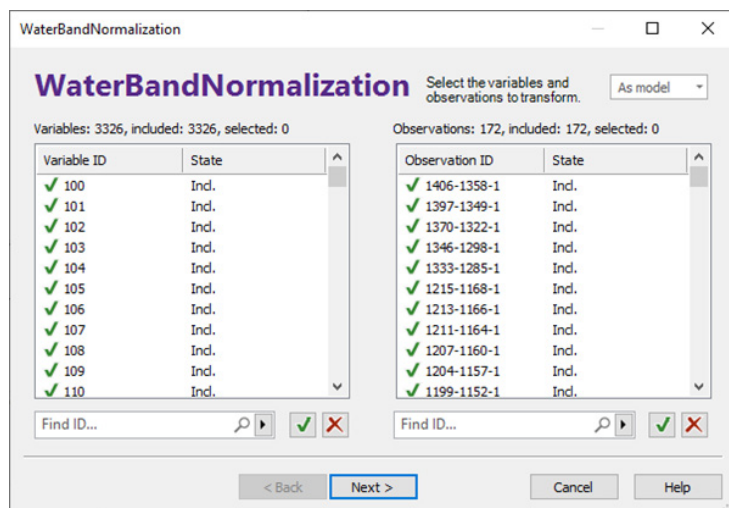 WaterBandNormalization
WaterBandNormalization
Select the variables and
observations to transform.
As model
Variables: 3326, included: 3326, selected: 0
Variable ID State
100 Incl.
101 Incl.
102 Incl.
103 Incl.
104 Incl.
105 Incl.
106 Incl.
107 Incl.
108 Incl.
109 Incl.
110 Incl.
Find ID...
Observations: 172, included: 172, selected: 0
Observation ID State
1406-1358-1 Incl.
1397-1349-1 Incl.
1370-1322-1 Incl.
1346-1298-1 Incl.
1333-1285-1 Incl.
1215-1168-1 Incl.
1213-1166-1 Incl.
1211-1164-1 Incl.
1207-1160-1 Incl.
1204-1157-1 Incl.
1199-1152-1 Incl.
Find ID...
< Back Next > Cancel Help